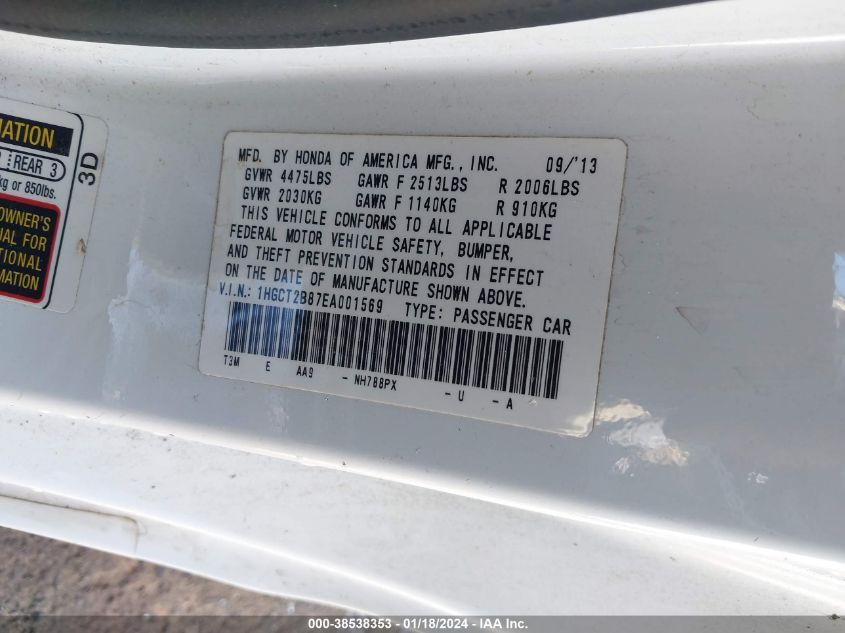 MATION
REAR 3
kg or 850lbs.
OWNER'S
UAL FOR
TIONAL
MATION
3D
MFD. BY HONDA OF AMERICA MFG., INC. 09/'13
GVWR 4475LBS GAWR F 2513LBS R 2006LBS
GVWR 2030KG GAWR F 1140KG R 910KG
THIS VEHICLE CONFORMS TO ALL APPLICABLE
FEDERAL MOTOR VEHICLE SAFETY, BUMPER,
AND THEFT PREVENTION STANDARDS IN EFFECT
ON THE DATE OF MANUFACTURE SHOWN ABOVE.
V.I.N.: 1HGCT2B87EA001569 TYPE: PASSENGER CAR
T3M E AA9 - NH788PX - U - A
000-38538353 - 01/18/2024 - IAA Inc.